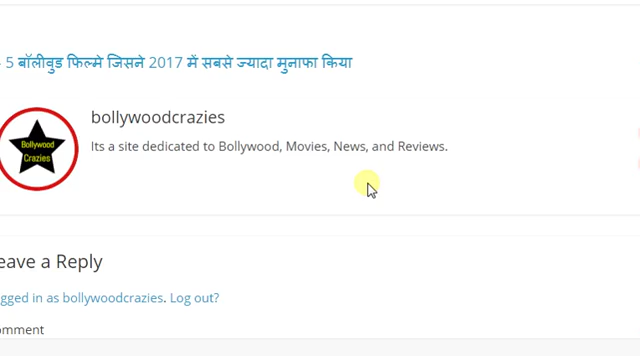 5 बॉलीवुड फिल्मे जिसने 2017 में सबसे ज्यादा मुनाफा किया
bollywoodcrazies
Bollywood
Crazies
Its a site dedicated to Bollywood, Movies, News, and Reviews.
eave a Reply
gged in as bollywoodcrazies. Log out?
omment